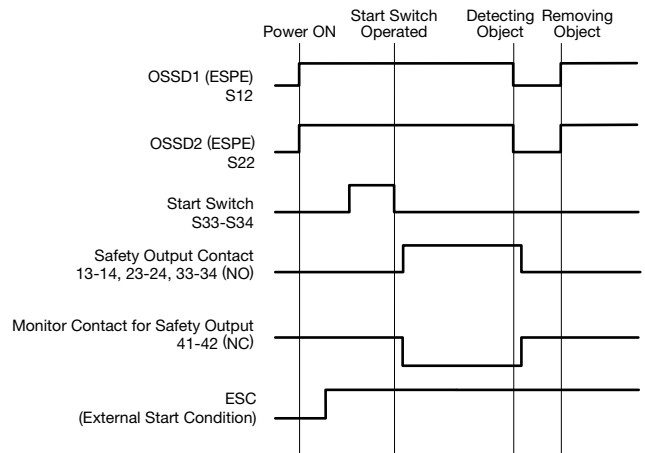 Power ON
Start Switch
Operated
Detecting
Object
Removing
Object
OSSD1 (ESPE)
S12
OSSD2 (ESPE)
S22
Start Switch
S33-S34
Safety Output Contact
13-14, 23-24, 33-34 (NO)
Monitor Contact for Safety Output
41-42 (NC)
ESC
(External Start Condition)